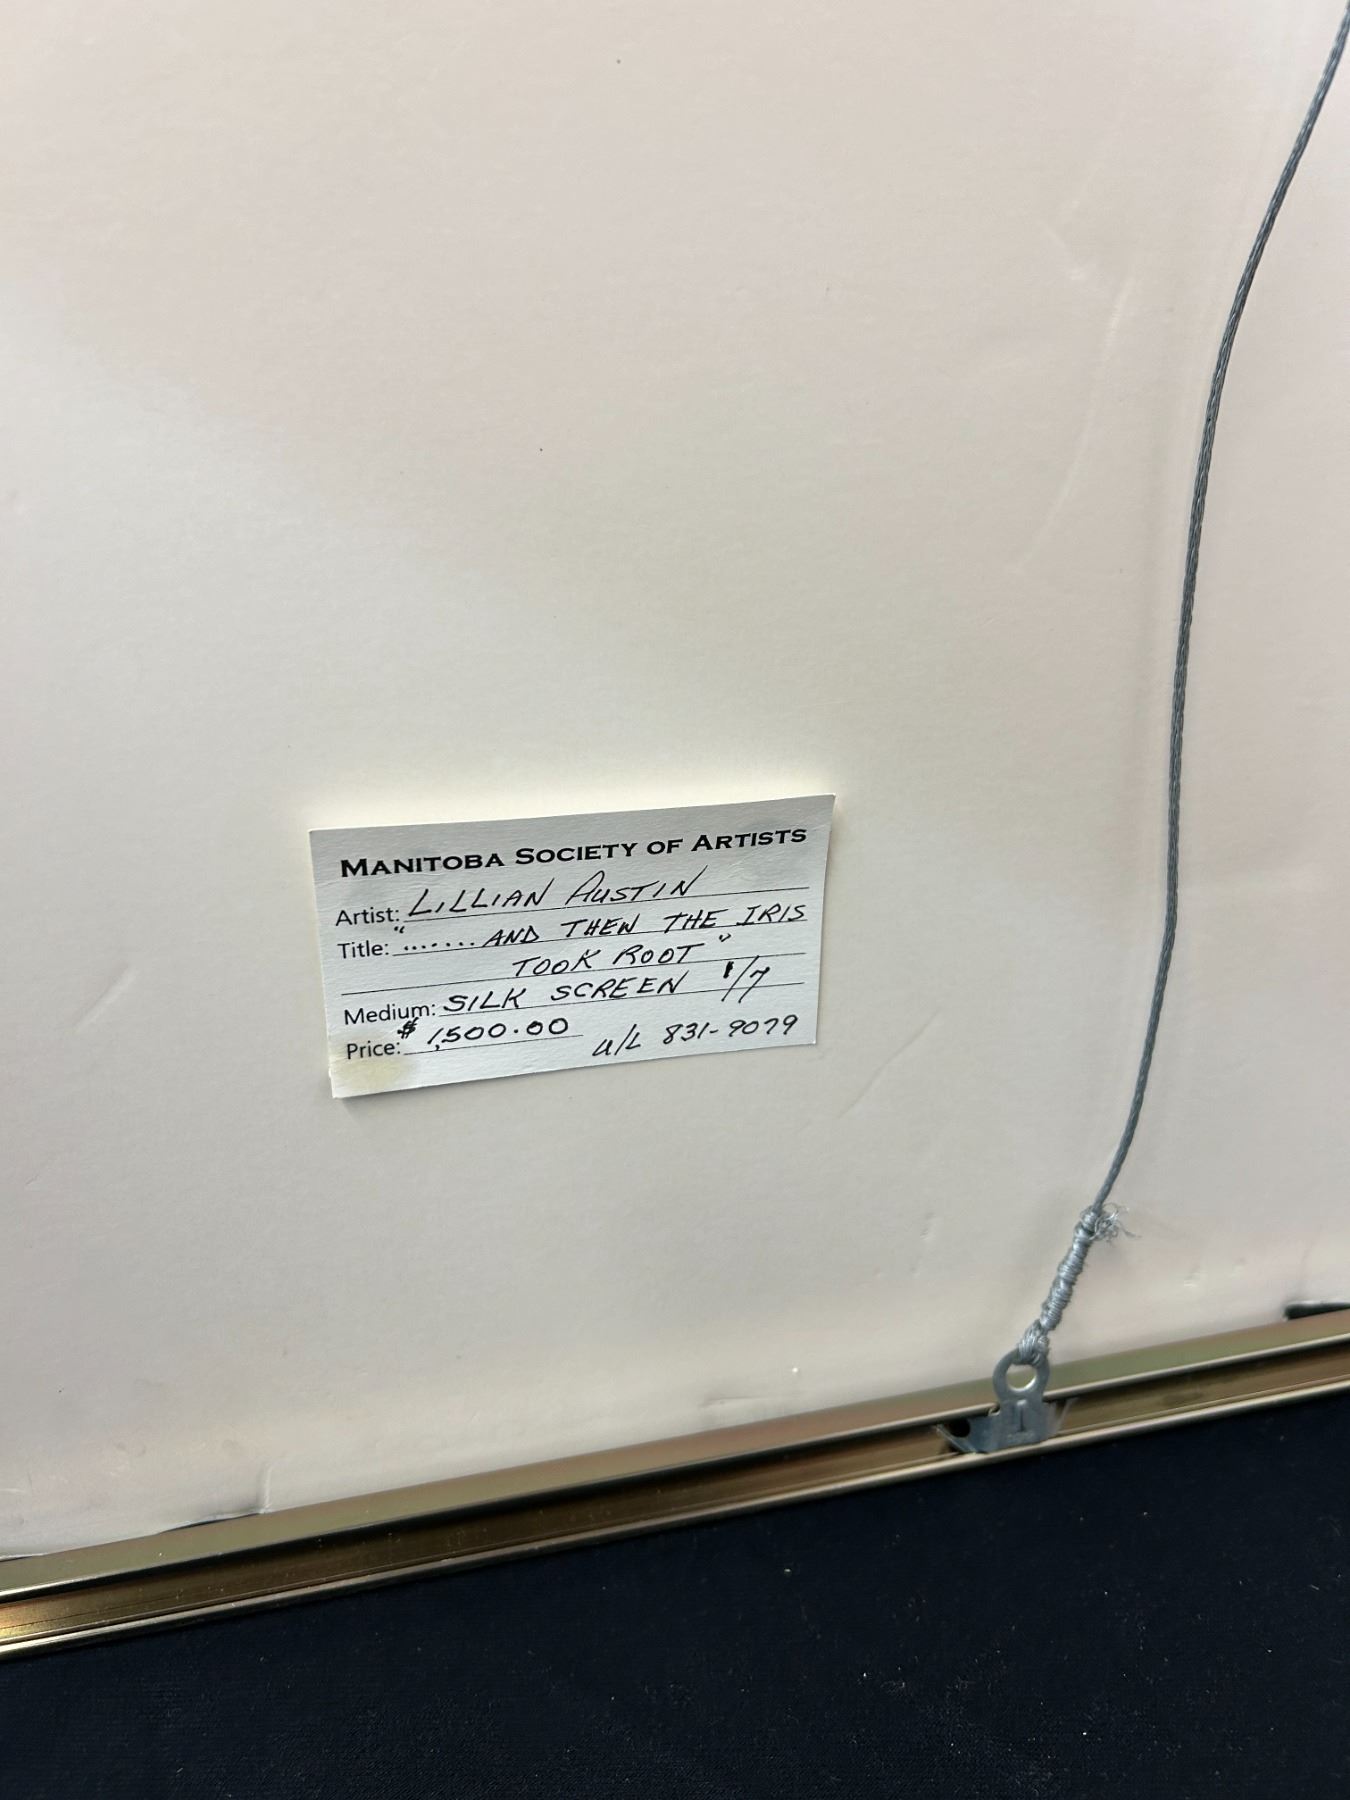 MANITOBA SOCIETY OF ARTISTS
Artist: LILLIAN AUSTIN
Title: "....... AND THEN THE IRIS
TOOK ROOT"
Medium: SILK SCREEN 1/7
Price: $1,500.00 u/L 831-9079